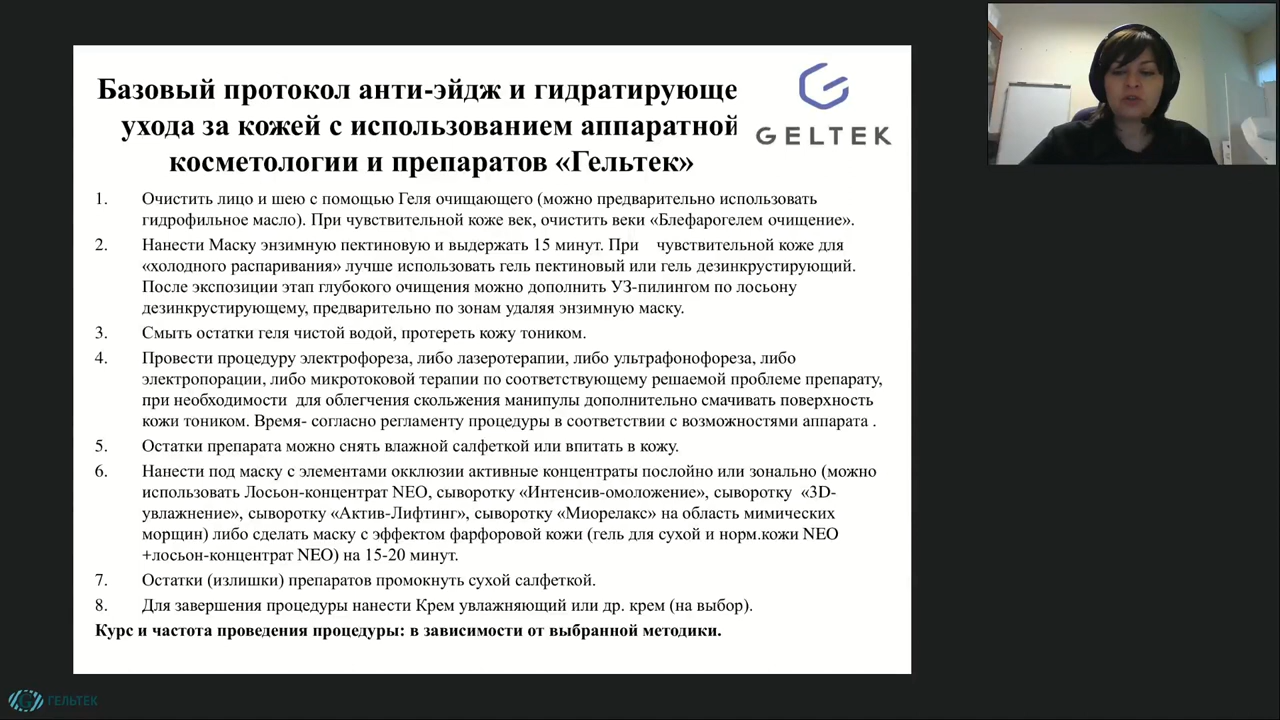 Базовый протокол анти-эйдж и гидратирующе
ухода за кожей с использованием аппаратной
косметологии и препаратов «Гельтек»
GELTEK
1. Очистить лицо и шею с помощью Геля очищающего (можно предварительно использовать
гидрофильное масло). При чувствительной коже век, очистить веки «Блефарогелем очищение».
2. Нанести Маску энзимную пектиновую и выдержать 15 минут. При чувствительной коже для
«холодного распаривания» лучше использовать гель пектиновый или гель дезинкрустирующий.
После экспозиции этап глубокого очищения можно дополнить УЗ-пилингом по лосьону
дезинкрустирующему, предварительно по зонам удаляя энзимную маску.
3. Смыть остатки геля чистой водой, протереть кожу тоником.
4. Провести процедуру электрофореза, либо лазеротерапии, либо ультрафонофореза, либо
электропорации, либо микротоковой терапии по соответствующему решаемой проблеме препарату,
при необходимости для облегчения скольжения манипулы дополнительно смачивать поверхность
кожи тоником. Время- согласно регламенту процедуры в соответствии с возможностями аппарата .
5. Остатки препарата можно снять влажной салфеткой или впитать в кожу.
6. Нанести под маску с элементами окклюзии активные концентраты послойно или зонально (можно
использовать Лосьон-концентрат NEO, сыворотку «Интенсив-омоложение», сыворотку «3D-
увлажнение», сыворотку «Актив-Лифтинг», сыворотку «Миорелакс» на область мимических
морщин) либо сделать маску с эффектом фарфоровой кожи (гель для сухой и норм.кожи NEO
+лосьон-концентрат NEO) на 15-20 минут.
7. Остатки (излишки) препаратов промокнуть сухой салфеткой.
8. Для завершения процедуры нанести Крем увлажняющий или др. крем (на выбор).
Курс и частота проведения процедуры: в зависимости от выбранной методики.
ГЕЛЬТЕК